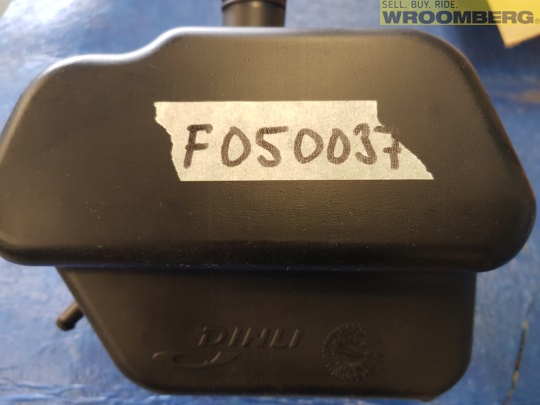 SELL. BUY. RIDE.
WROOMBERG
F050037
DINLI